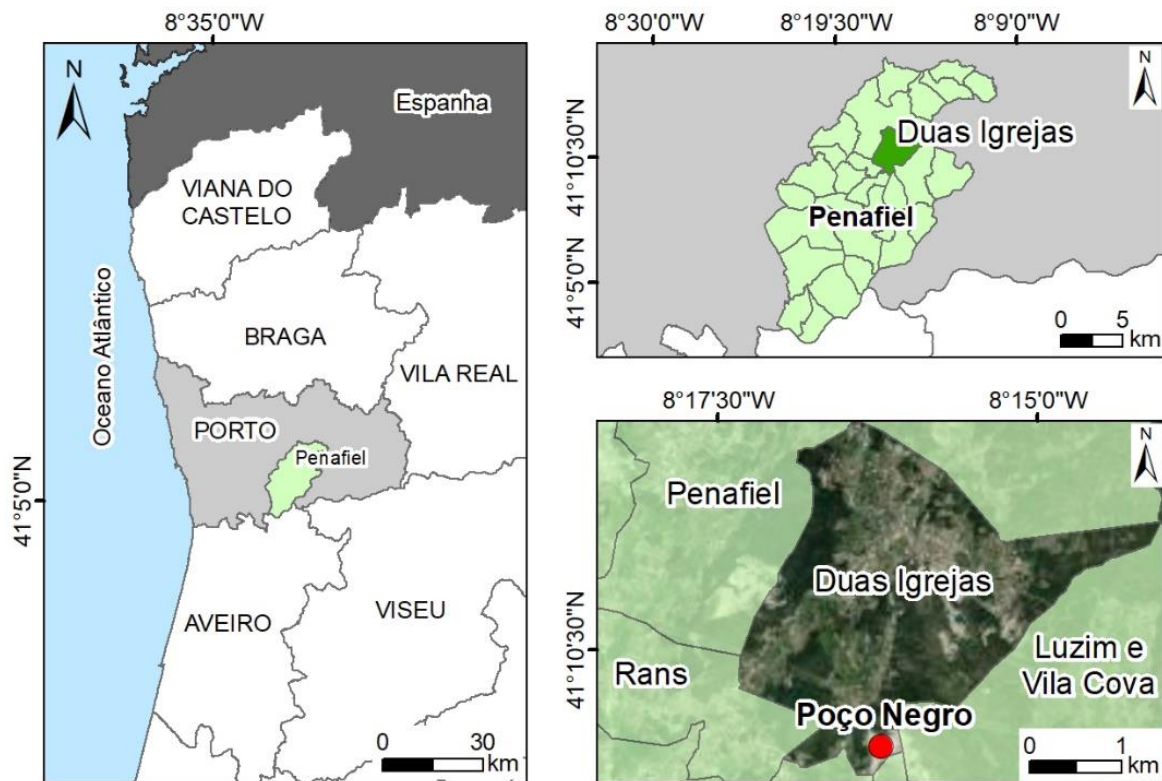 8°35'0"W
N
Espanha
VIANA DO
CASTELO
Oceano Atlântico
BRAGA
VILA REAL
PORTO
Penafiel
41°5'0"N
AVEIRO
VISEU
0 30
km
8°30'0"W 8°19'30"W 8°9'0"W
N
41°10'30"N
Duas Igrejas
Penafiel
41°5'0"N
0 5
km
8°17'30"W 8°15'0"W
N
Penafiel
Duas Igrejas
41°10'30"N
Rans
Luzim e
Vila Cova
Poço Negro
0 1
km